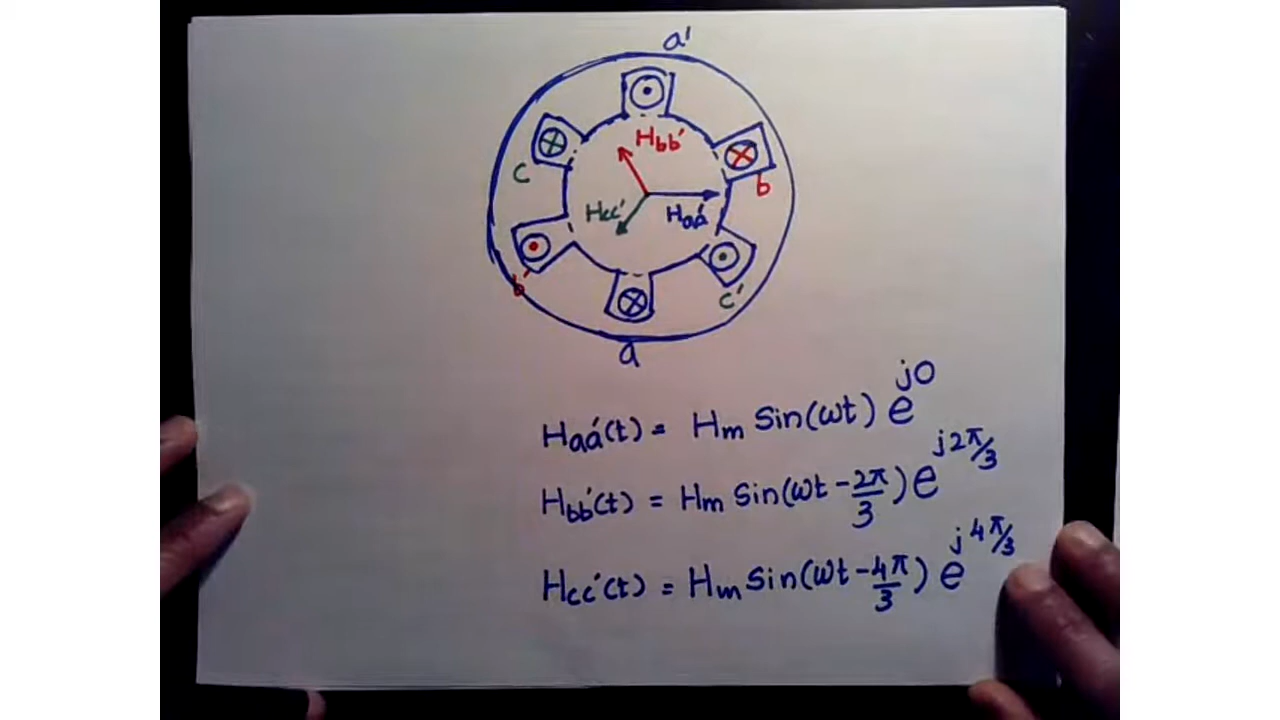 a'
Hbb'
c
b
Hcc'
Haa'
b'
c'
a
Haa'(t) = Hm Sin(ωt) e^j0
Hbb'(t) = Hm Sin(ωt - 2π/3) e^j2π/3
Hcc'(t) = Hm Sin(ωt - 4π/3) e^j4π/3